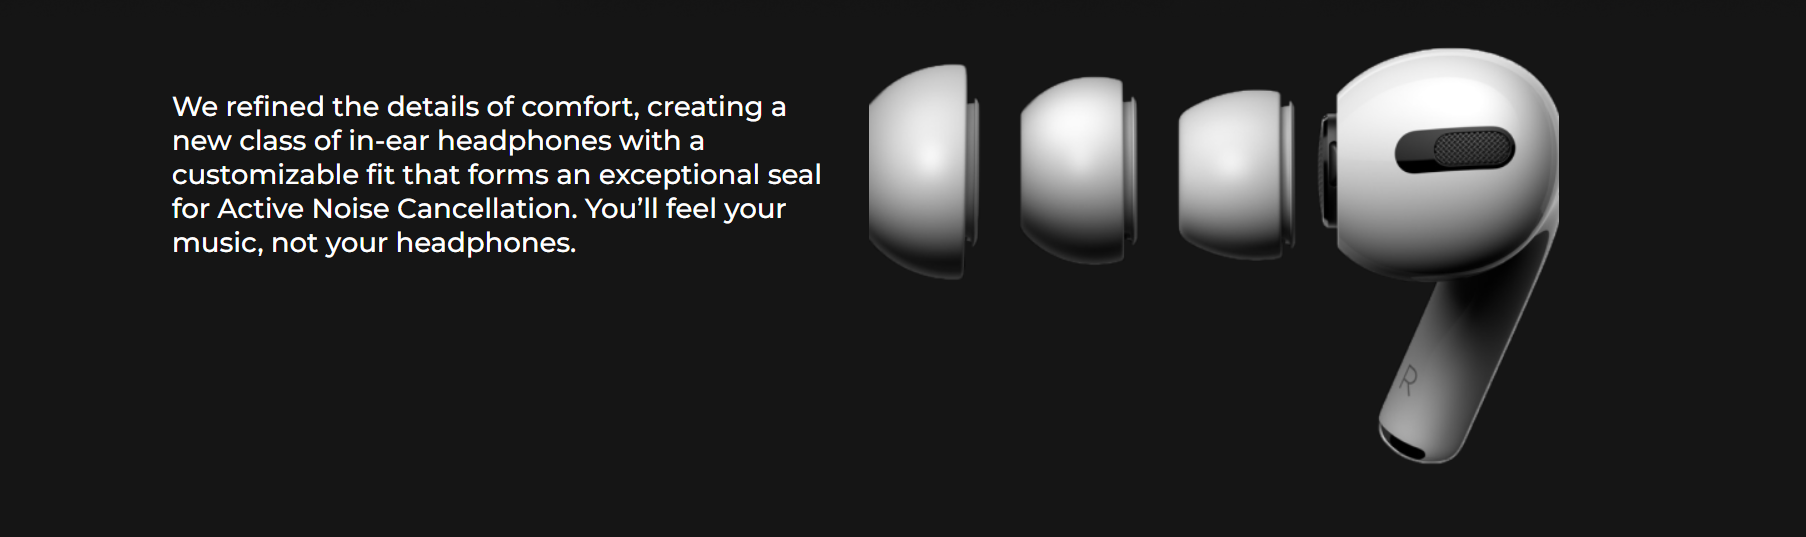 We refined the details of comfort, creating a
new class of in-ear headphones with a
customizable fit that forms an exceptional seal
for Active Noise Cancellation. You’ll feel your
music, not your headphones.
R